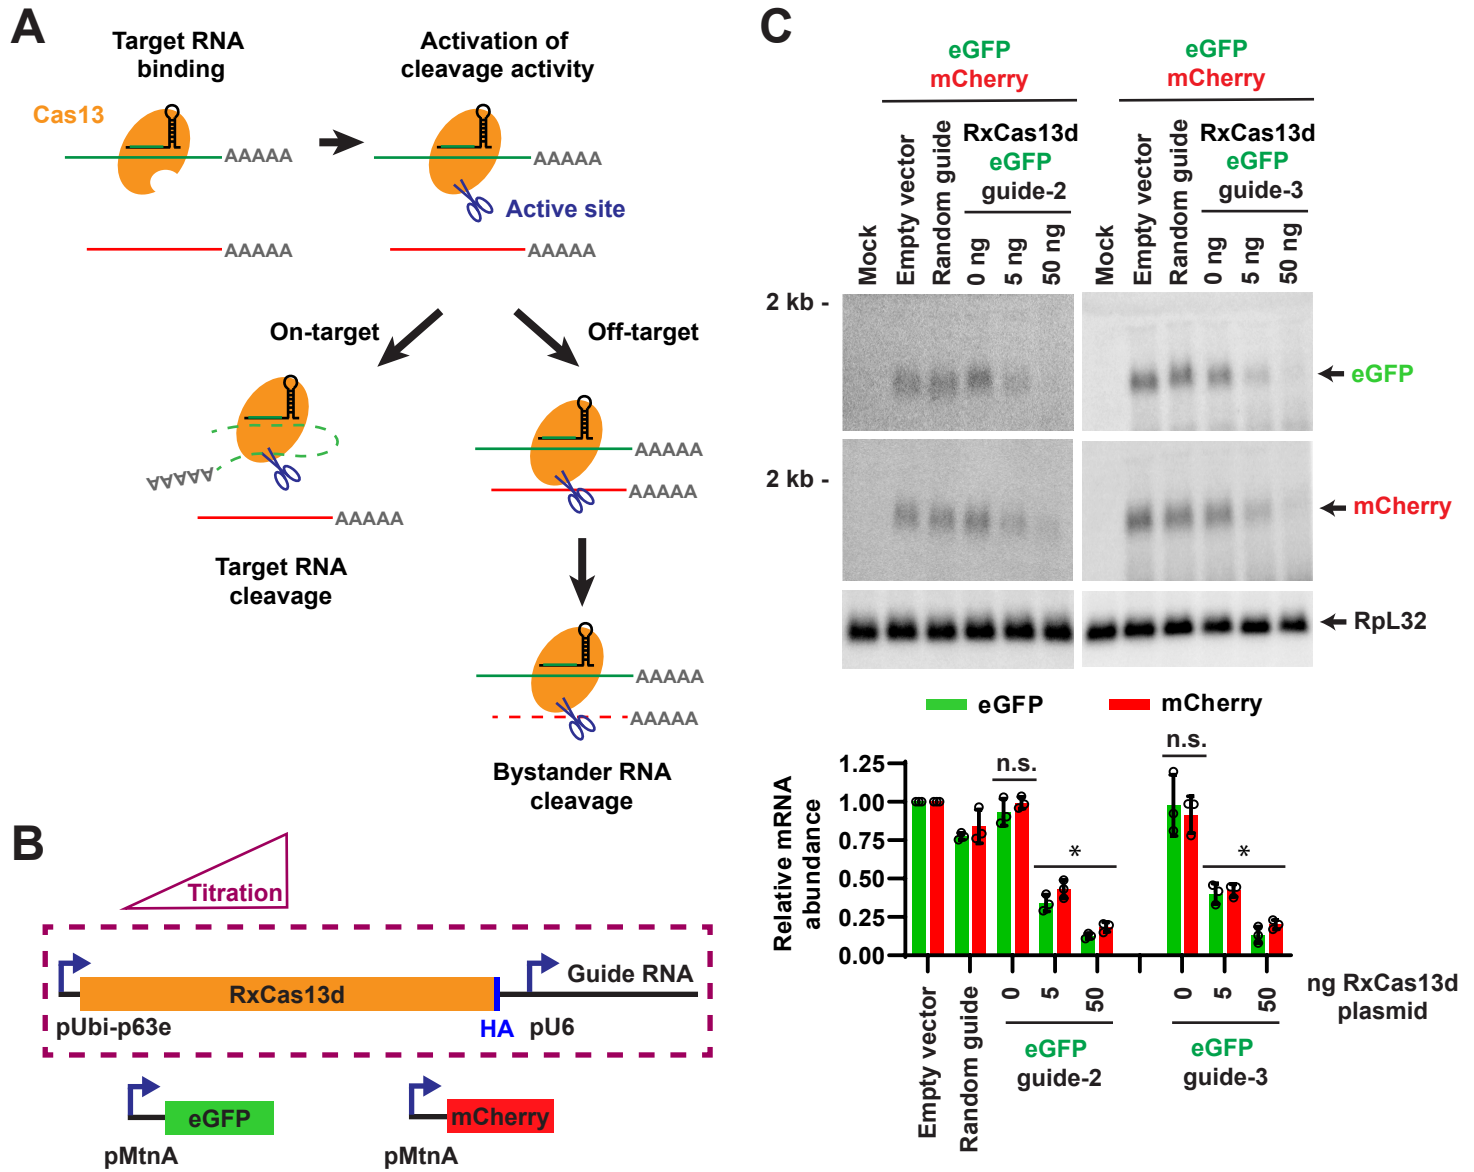 A
Target RNA
binding
Activation of
cleavage activity
Cas13
AAAAA
AAAAA
Active site
AAAAA
AAAAA
On-target
Off-target
AAAAA
AAAAA
AAAAA
AAAAA
Target RNA
cleavage
AAAAA
AAAAA
Bystander RNA
cleavage
B
Titration
RxCas13d
Guide RNA
pUbi-p63e
HA
pU6
eGFP
mCherry
pMtnA
pMtnA
C
eGFP
mCherry
eGFP
mCherry
Mock
Empty vector
Random guide
RxCas13d
eGFP
guide-2
0 ng
5 ng
50 ng
Mock
Empty vector
Random guide
RxCas13d
eGFP
guide-3
0 ng
5 ng
50 ng
2 kb -
eGFP
2 kb -
mCherry
RpL32
eGFP
mCherry
n.s.
n.s.
*
*
Relative mRNA
abundance
1.25
1.00
0.75
0.50
0.25
0.00
Empty vector
Random guide
0
5
50
0
5
50
ng RxCas13d
plasmid
eGFP
guide-2
eGFP
guide-3